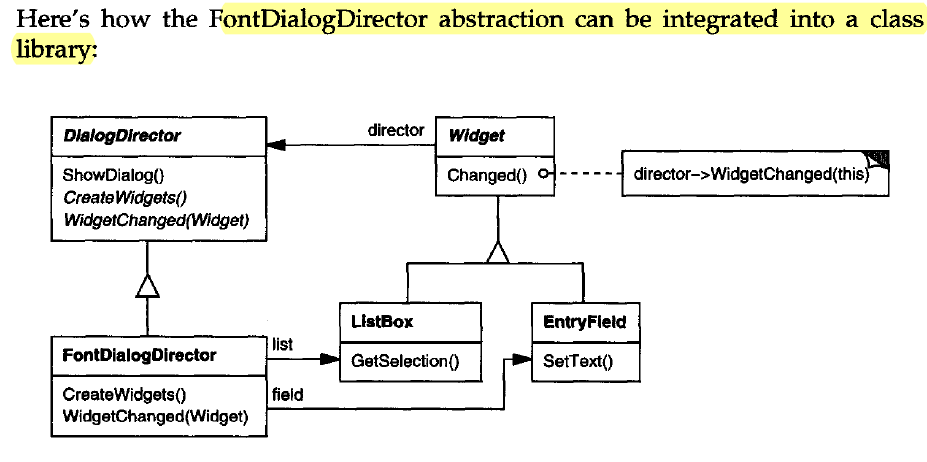 Here's how the FontDialogDirector abstraction can be integrated into a class
library:
DialogDirector
ShowDialog()
CreateWidgets()
WidgetChanged(Widget)
director
Widget
Changed()
director->WidgetChanged(this)
ListBox
GetSelection()
EntryField
SetText()
FontDialogDirector
CreateWidgets()
WidgetChanged(Widget)
list
field